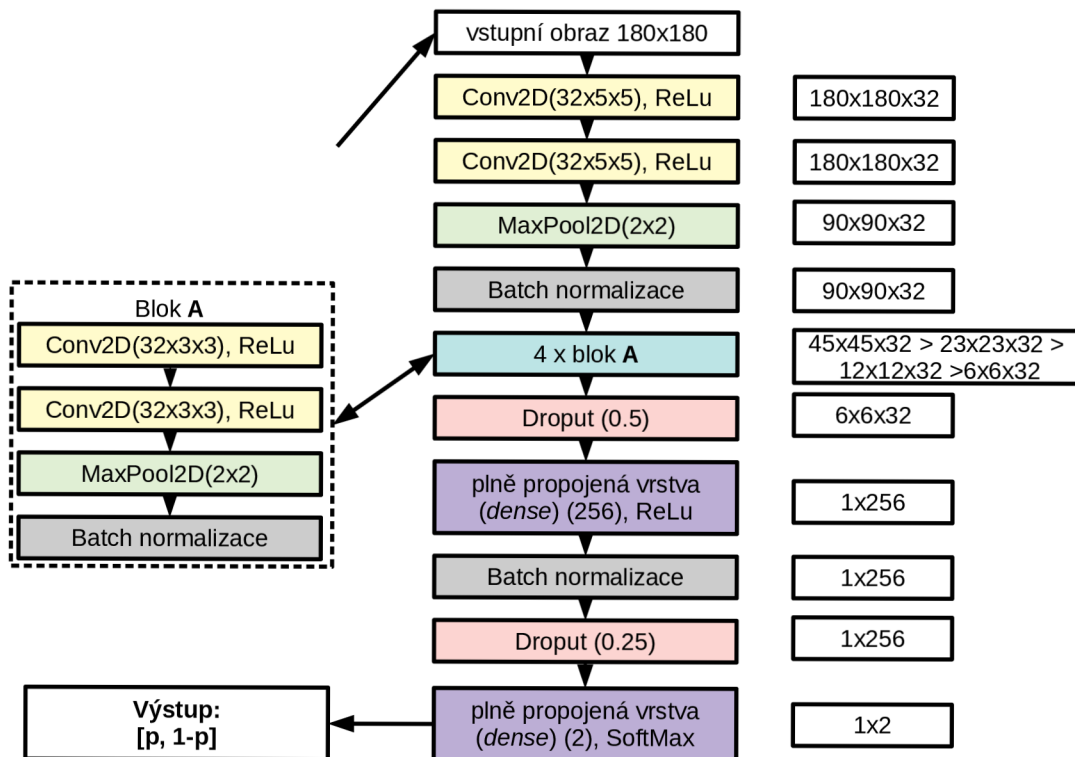 vstupní obraz 180x180
Conv2D(32x5x5), ReLu
180x180x32
Conv2D(32x5x5), ReLu
180x180x32
MaxPool2D(2x2)
90x90x32
Batch normalizace
90x90x32
4 x blok A
45x45x32 > 23x23x32 >
12x12x32 >6x6x32
Droput (0.5)
6x6x32
plně propojená vrstva
(dense) (256), ReLu
1x256
Batch normalizace
1x256
Droput (0.25)
1x256
plně propojená vrstva
(dense) (2), SoftMax
1x2
Blok A
Conv2D(32x3x3), ReLu
Conv2D(32x3x3), ReLu
MaxPool2D(2x2)
Batch normalizace
Výstup:
[p, 1-p]